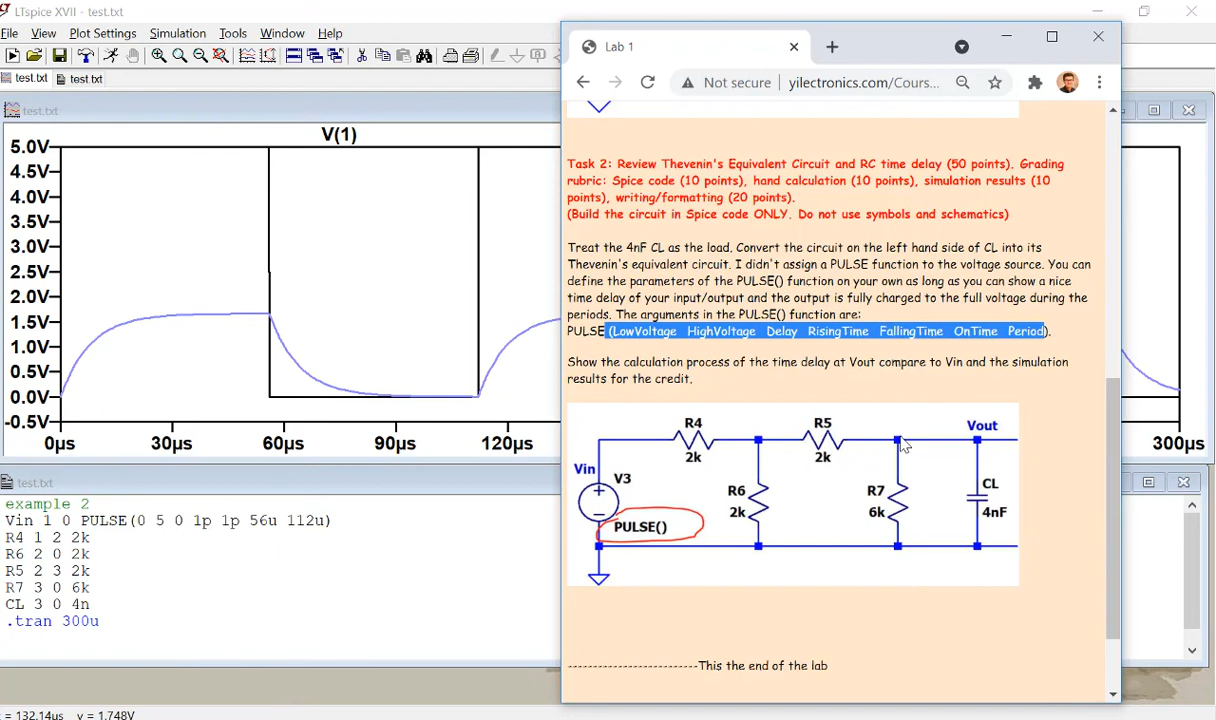 LTspice XVII - test.txt
File View Plot Settings Simulation Tools Window Help
test.txt test.txt
test.txt
V(1)
5.0V
4.5V
4.0V
3.5V
3.0V
2.5V
2.0V
1.5V
1.0V
0.5V
0.0V
-0.5V
0µs 30µs 60µs 90µs 120µs 300µs
test.txt
example 2
Vin 1 0 PULSE(0 5 0 1p 1p 56u 112u)
R4 1 2 2k
R6 2 0 2k
R5 2 3 2k
R7 3 0 6k
CL 3 0 4n
.tran 300u
= 132.14µs y = 1.748V
Lab 1
Not secure yilectronics.com/Cours...
Task 2: Review Thevenin's Equivalent Circuit and RC time delay (50 points). Grading
rubric: Spice code (10 points), hand calculation (10 points), simulation results (10
points), writing/formatting (20 points).
(Build the circuit in Spice code ONLY. Do not use symbols and schematics)
Treat the 4nF CL as the load. Convert the circuit on the left hand side of CL into its
Thevenin's equivalent circuit. I didn't assign a PULSE function to the voltage source. You can
define the parameters of the PULSE() function on your own as long as you can show a nice
time delay of your input/output and the output is fully charged to the full voltage during the
periods. The arguments in the PULSE() function are:
PULSE (LowVoltage HighVoltage Delay RisingTime FallingTime OnTime Period).
Show the calculation process of the time delay at Vout compare to Vin and the simulation
results for the credit.
R4 R5 Vout
2k 2k
Vin V3
R6 2k
R7 6k
CL 4nF
PULSE()
--------------------------This the end of the lab